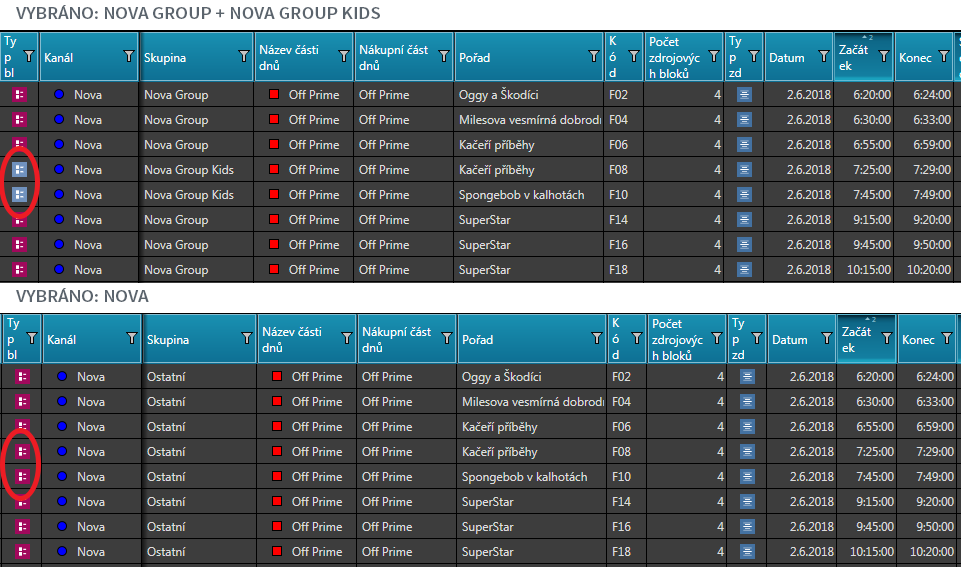 VYBRÁNO: NOVA GROUP + NOVA GROUP KIDS
Ty p bl Kanál Skupina Název části dnů Nákupní část dnů Pořad K ó d Počet zdrojovýc h bloků Ty p zd Datum 2 Začát ek Konec
Nova Nova Group Off Prime Off Prime Oggy a Škodíci F02 4 2.6.2018 6:20:00 6:24:00
Nova Nova Group Off Prime Off Prime Milesova vesmírná dobrodr F04 4 2.6.2018 6:30:00 6:33:00
Nova Nova Group Off Prime Off Prime Kačeří příběhy F06 4 2.6.2018 6:55:00 6:59:00
Nova Nova Group Kids Off Prime Off Prime Kačeří příběhy F08 4 2.6.2018 7:25:00 7:29:00
Nova Nova Group Kids Off Prime Off Prime Spongebob v kalhotách F10 4 2.6.2018 7:45:00 7:49:00
Nova Nova Group Off Prime Off Prime SuperStar F14 4 2.6.2018 9:15:00 9:20:00
Nova Nova Group Off Prime Off Prime SuperStar F16 4 2.6.2018 9:45:00 9:50:00
Nova Nova Group Off Prime Off Prime SuperStar F18 4 2.6.2018 10:15:00 10:20:00
VYBRÁNO: NOVA
Ty p bl Kanál Skupina Název části dnů Nákupní část dnů Pořad K ó d Počet zdrojovýc h bloků Ty p zd Datum 2 Začát ek Konec
Nova Ostatní Off Prime Off Prime Oggy a Škodíci F02 4 2.6.2018 6:20:00 6:24:00
Nova Ostatní Off Prime Off Prime Milesova vesmírná dobrodr F04 4 2.6.2018 6:30:00 6:33:00
Nova Ostatní Off Prime Off Prime Kačeří příběhy F06 4 2.6.2018 6:55:00 6:59:00
Nova Ostatní Off Prime Off Prime Kačeří příběhy F08 4 2.6.2018 7:25:00 7:29:00
Nova Ostatní Off Prime Off Prime Spongebob v kalhotách F10 4 2.6.2018 7:45:00 7:49:00
Nova Ostatní Off Prime Off Prime SuperStar F14 4 2.6.2018 9:15:00 9:20:00
Nova Ostatní Off Prime Off Prime SuperStar F16 4 2.6.2018 9:45:00 9:50:00
Nova Ostatní Off Prime Off Prime SuperStar F18 4 2.6.2018 10:15:00 10:20:00